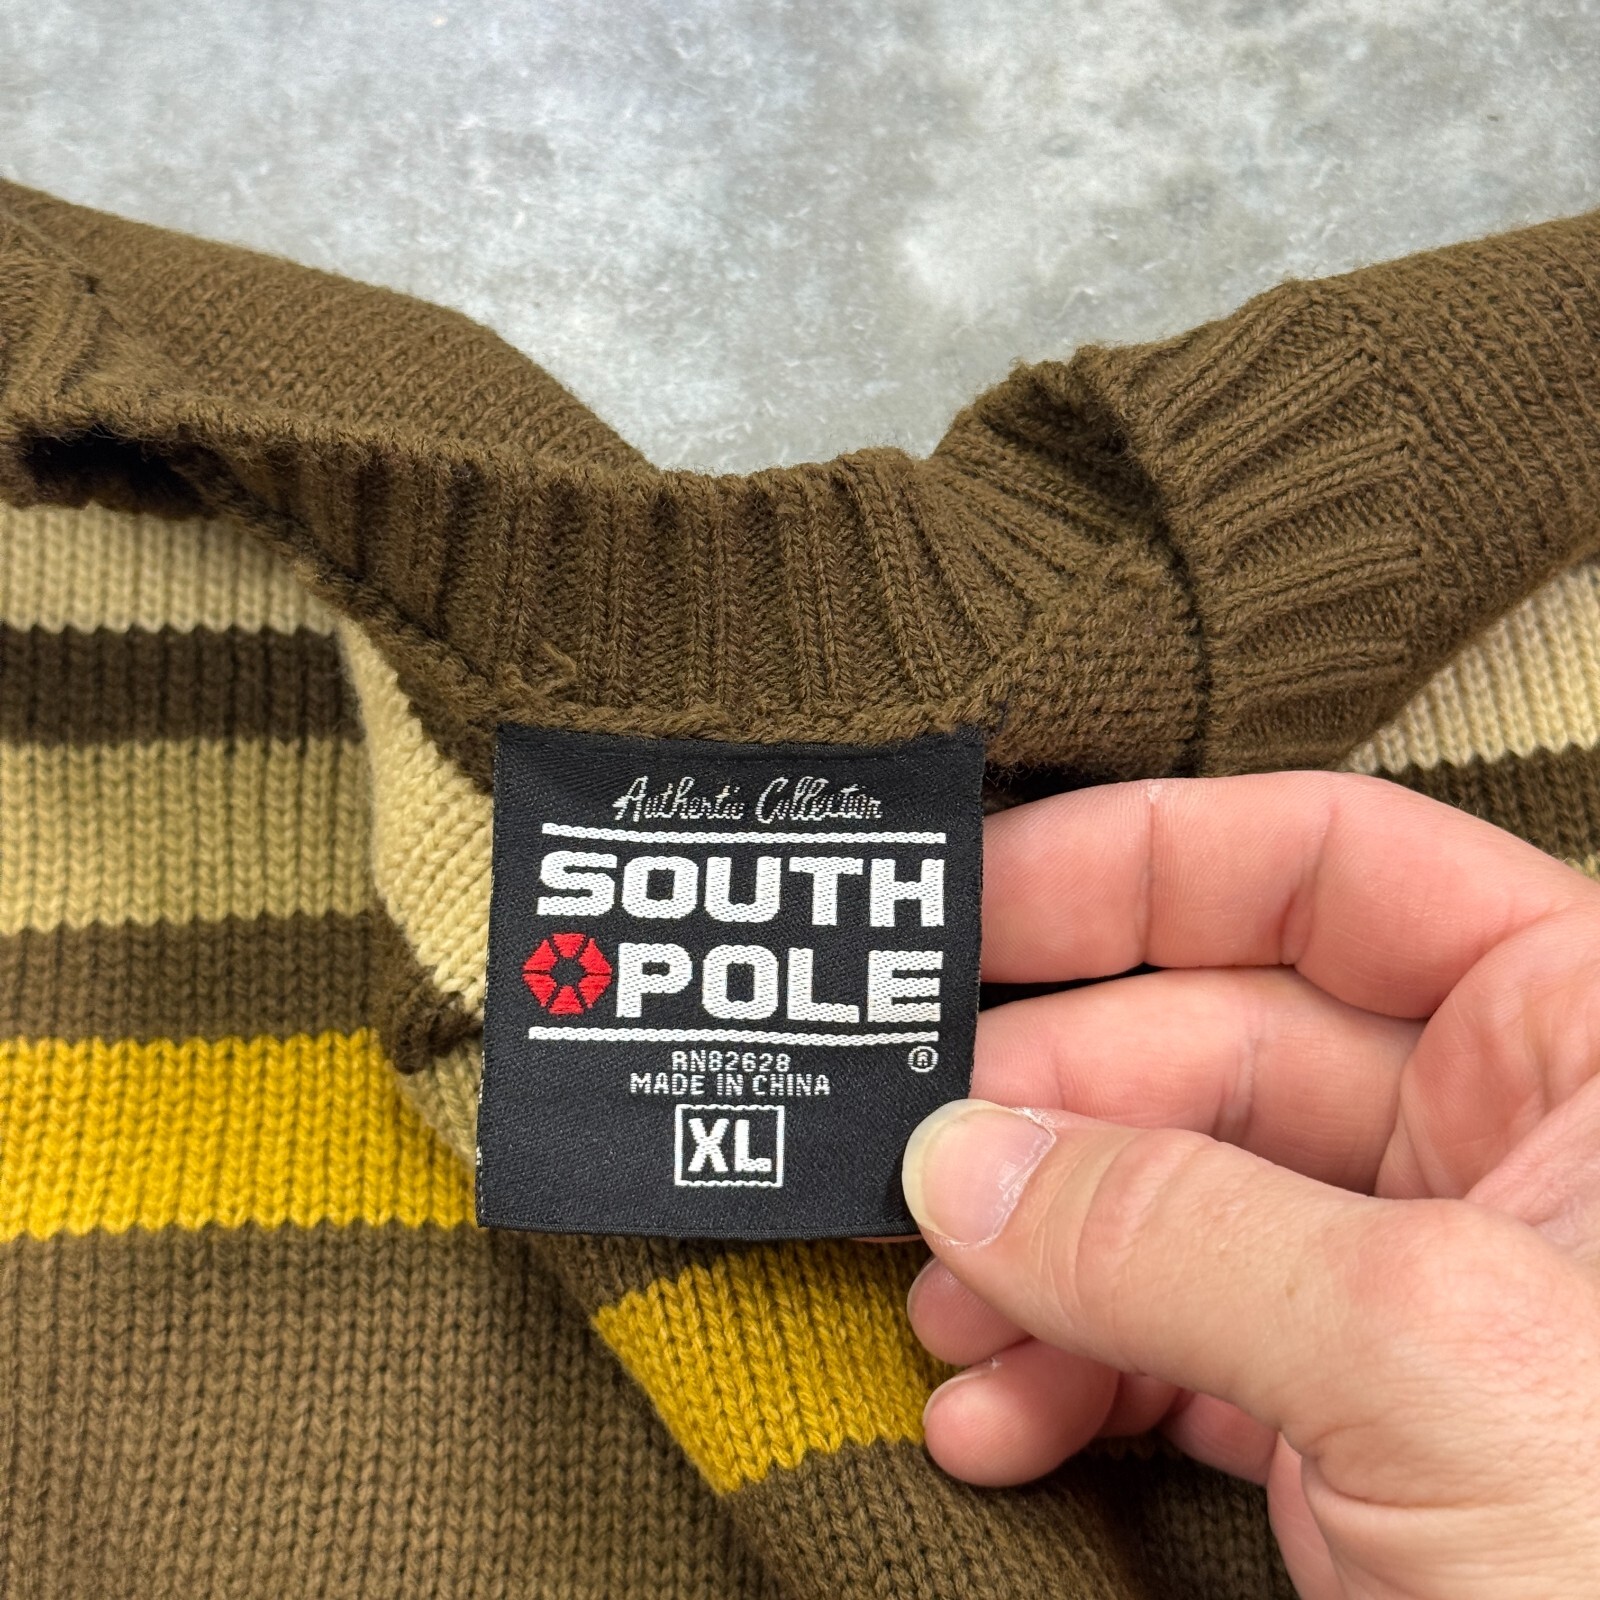 Authentic Collection
SOUTH
POLE
®
RN82628
MADE IN CHINA
XL